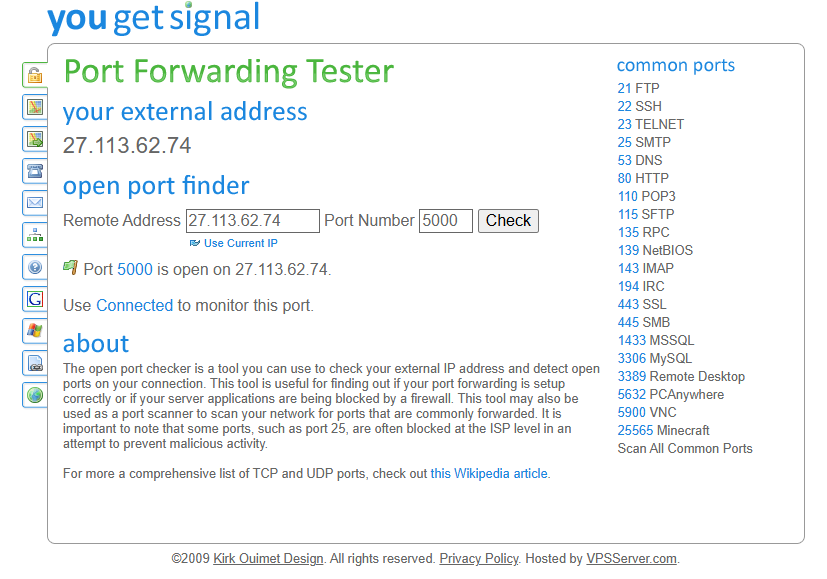 you get signal
Port Forwarding Tester
your external address
27.113.62.74
open port finder
Remote Address 27.113.62.74 Port Number 5000 Check
Use Current IP
Port 5000 is open on 27.113.62.74.
Use Connected to monitor this port.
about
The open port checker is a tool you can use to check your external IP address and detect open
ports on your connection. This tool is useful for finding out if your port forwarding is setup
correctly or if your server applications are being blocked by a firewall. This tool may also be
used as a port scanner to scan your network for ports that are commonly forwarded. It is
important to note that some ports, such as port 25, are often blocked at the ISP level in an
attempt to prevent malicious activity.
For more a comprehensive list of TCP and UDP ports, check out this Wikipedia article.
common ports
21 FTP
22 SSH
23 TELNET
25 SMTP
53 DNS
80 HTTP
110 POP3
115 SFTP
135 RPC
139 NetBIOS
143 IMAP
194 IRC
443 SSL
445 SMB
1433 MSSQL
3306 MySQL
3389 Remote Desktop
5632 PCAnywhere
5900 VNC
25565 Minecraft
Scan All Common Ports
G
©2009 Kirk Ouimet Design. All rights reserved. Privacy Policy. Hosted by VPSServer.com.